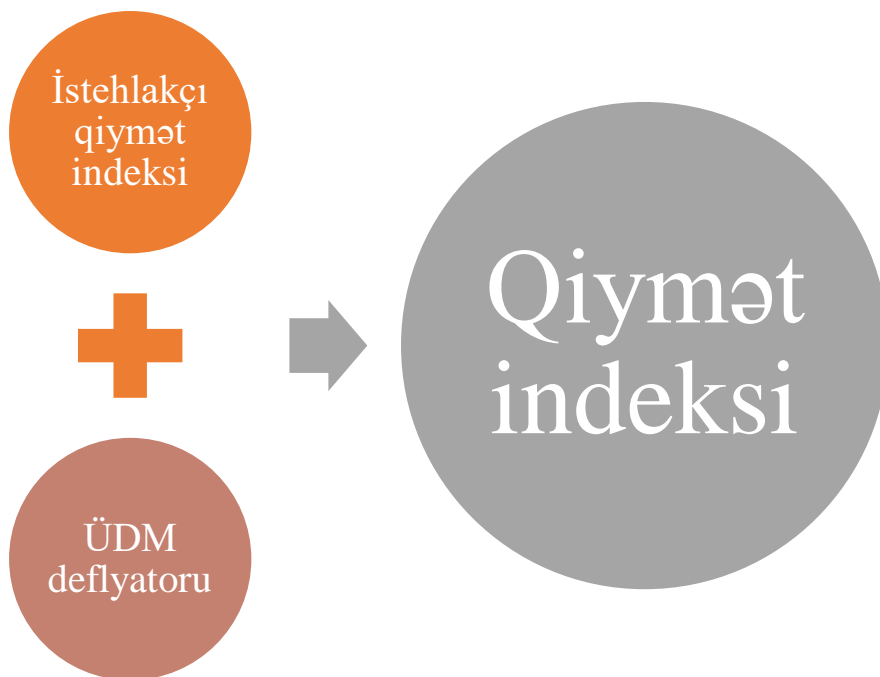 İstehlakçı
qiymət
indeksi
ÜDM
deflyatoru
Qiymət
indeksi